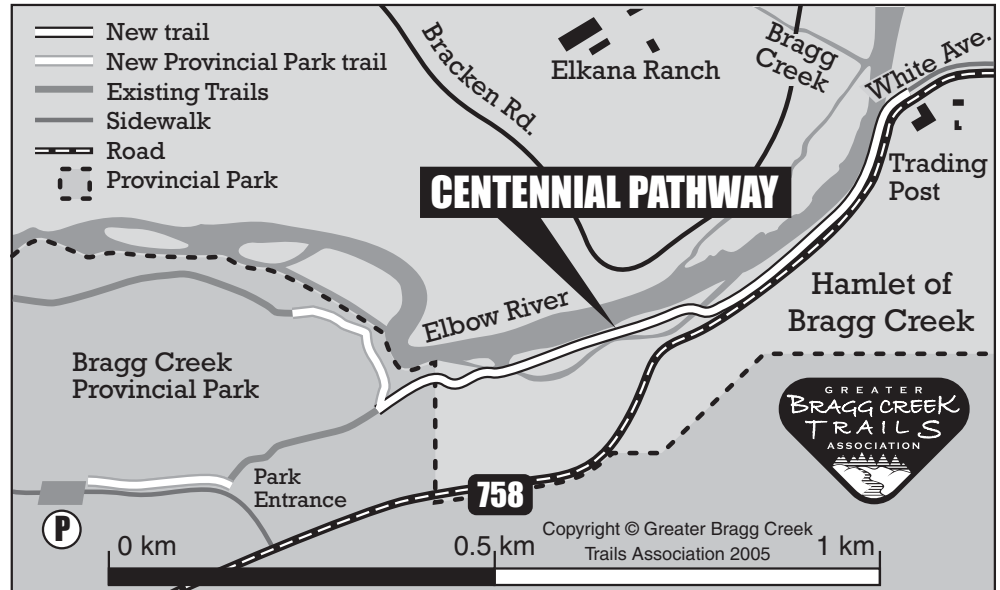 New trail
New Provincial Park trail
Existing Trails
Sidewalk
Road
Provincial Park
Bracken Rd.
Elkana Ranch
Bragg
Creek
White Ave.
Trading
Post
CENTENNIAL PATHWAY
Hamlet of
Bragg Creek
Elbow River
Bragg Creek
Provincial Park
GREATER
BRAGG CREEK
TRAILS
ASSOCIATION
Park
Entrance
758
P
Copyright © Greater Bragg Creek
Trails Association 2005
0 km
0.5 km
1 km